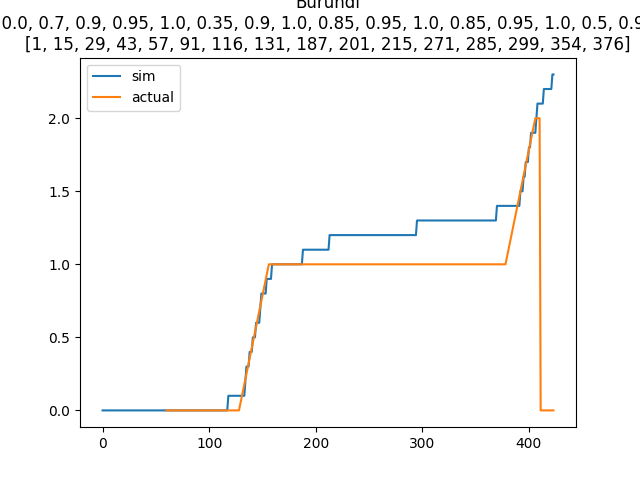 Burundi
0.0, 0.7, 0.9, 0.95, 1.0, 0.35, 0.9, 1.0, 0.85, 0.95, 1.0, 0.85, 0.95, 1.0, 0.5, 0.9
[1, 15, 29, 43, 57, 91, 116, 131, 187, 201, 215, 271, 285, 299, 354, 376]
sim
actual
2.0
1.5
1.0
0.5
0.0
0 100 200 300 400